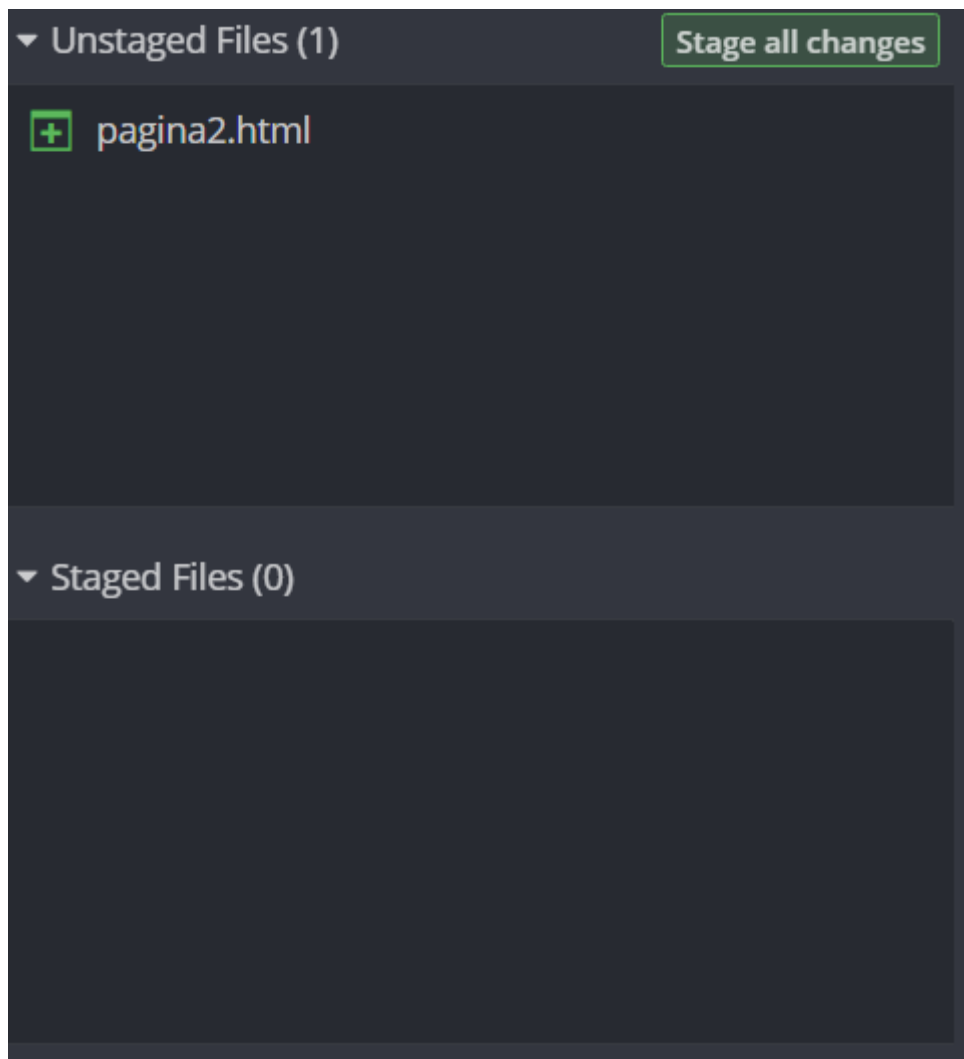 Unstaged Files (1)
Stage all changes
pagina2.html
Staged Files (0)